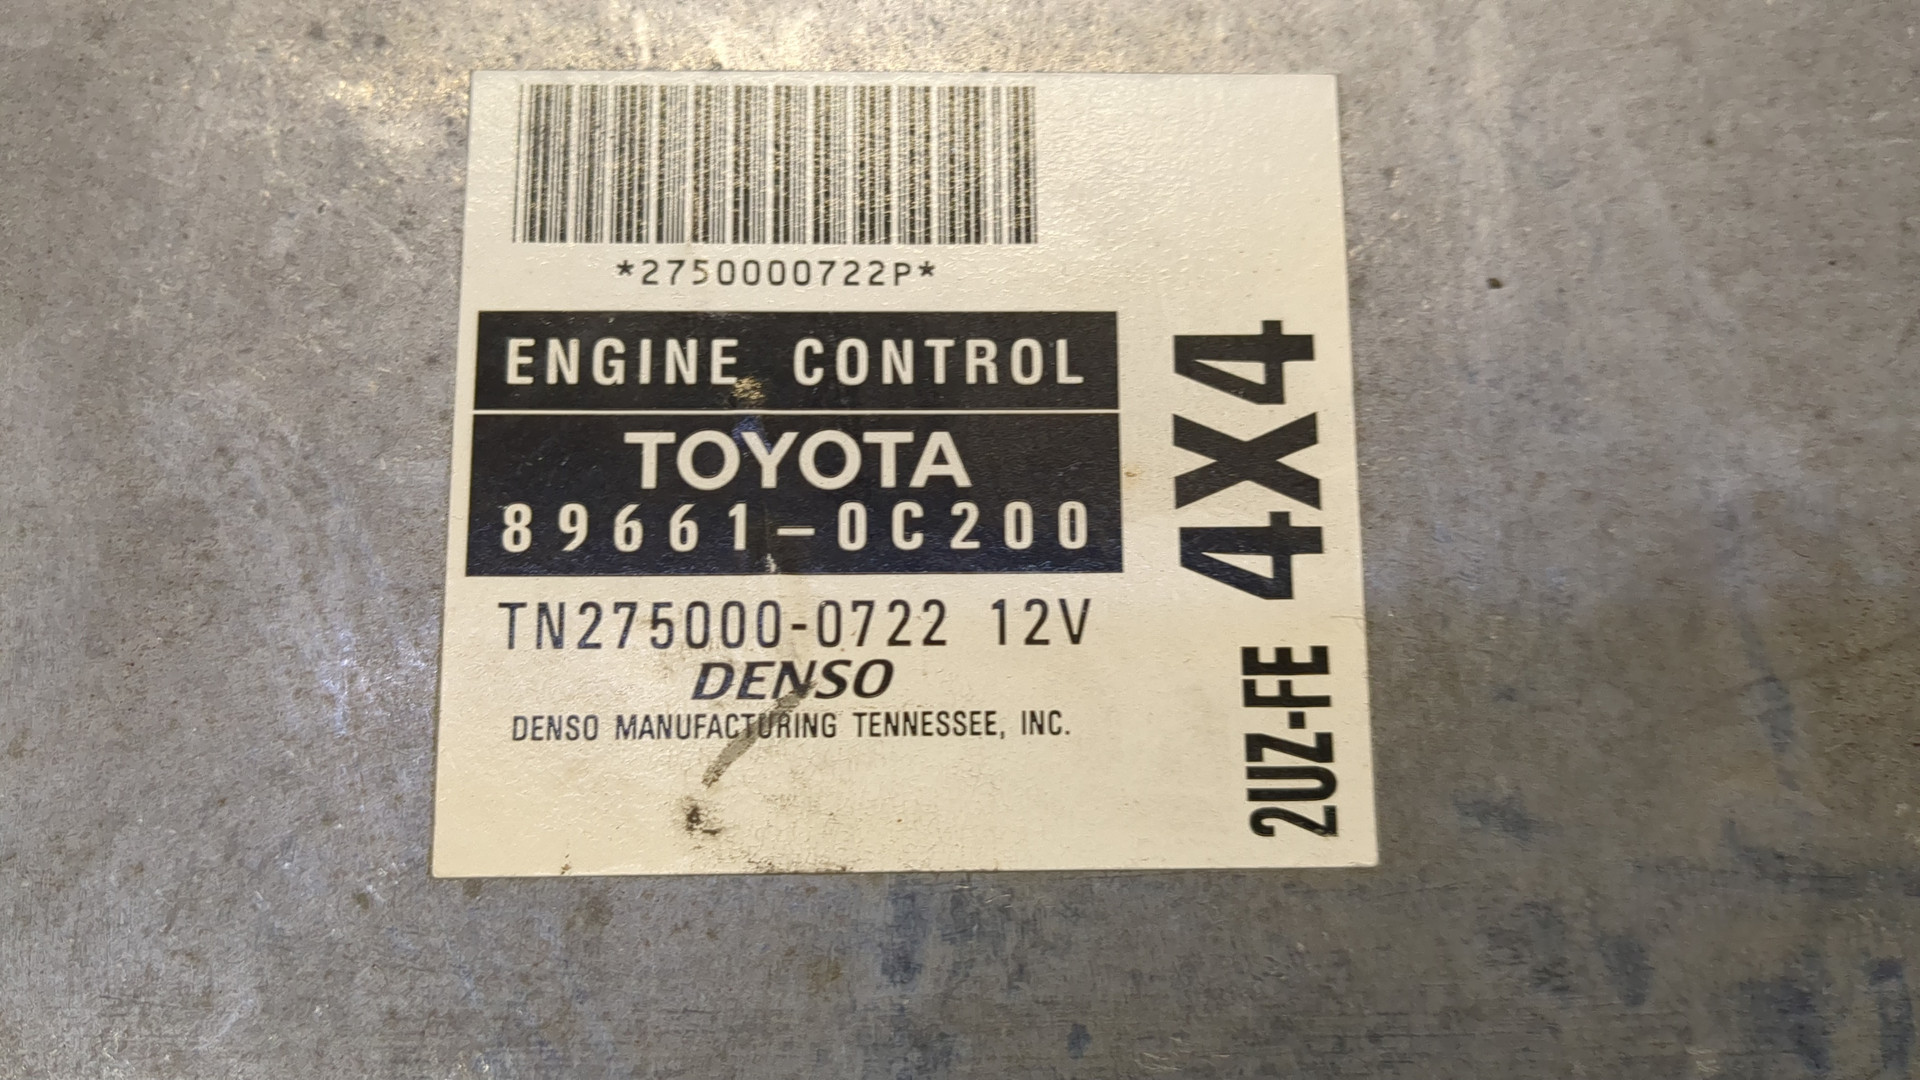 *2750000722P*
ENGINE CONTROL
TOYOTA
89661-0C200
TN275000-0722 12V
DENSO
DENSO MANUFACTURING TENNESSEE, INC.
2UZ-FE 4X4